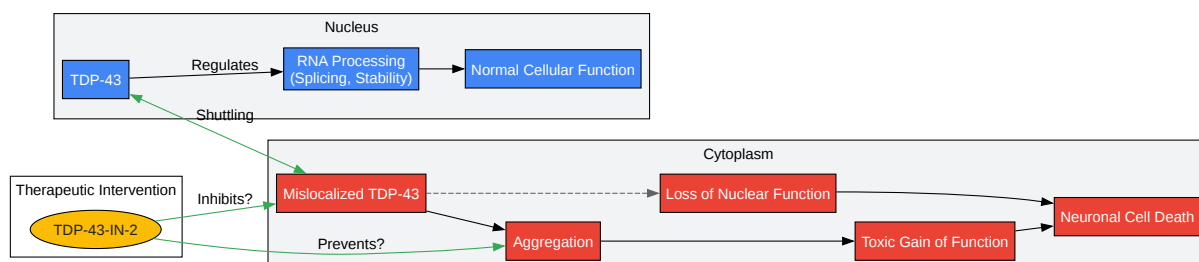 Nucleus
TDP-43
Regulates
RNA Processing
(Splicing, Stability)
Normal Cellular Function
Shuttling
Cytoplasm
Therapeutic Intervention
TDP-43-IN-2
Inhibits?
Prevents?
Mislocalized TDP-43
Loss of Nuclear Function
Aggregation
Toxic Gain of Function
Neuronal Cell Death